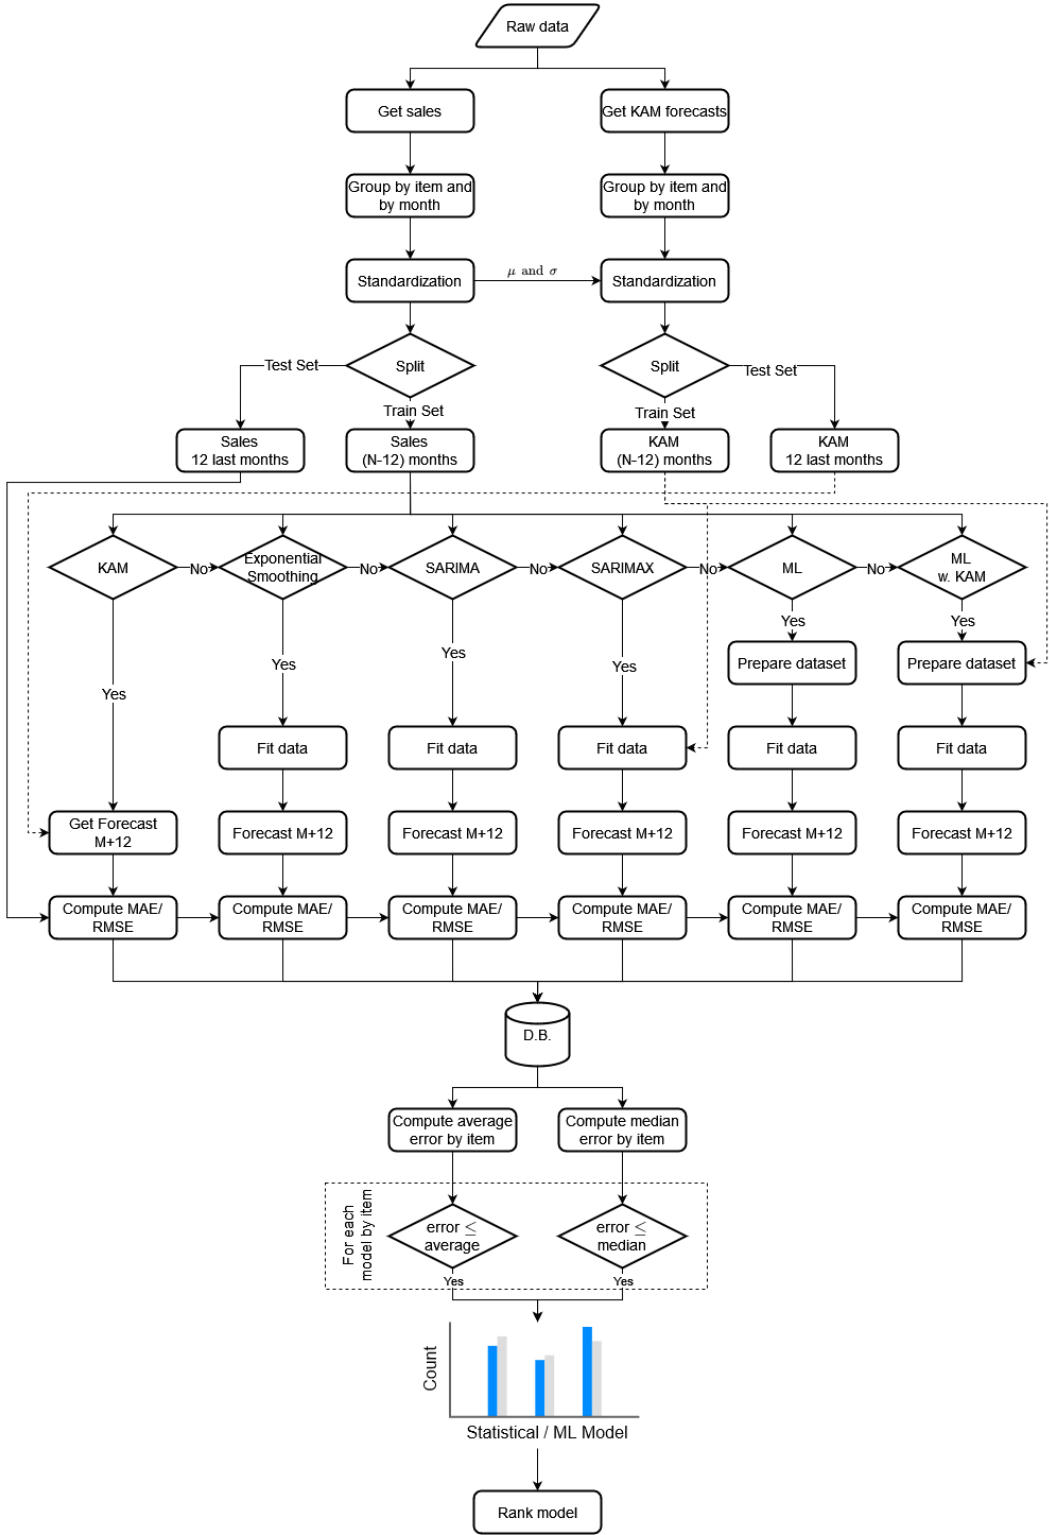 Raw data
Get sales
Get KAM forecasts
Group by item and
by month
Group by item and
by month
Standardization
μ and σ
Standardization
Test Set
Split
Split
Test Set
Train Set
Train Set
Sales
12 last months
Sales
(N-12) months
KAM
(N-12) months
KAM
12 last months
KAM
No
Exponential
Smoothing
No
SARIMA
No
SARIMAX
No
ML
No
ML
w. KAM
Yes
Yes
Yes
Yes
Yes
Yes
Prepare dataset
Prepare dataset
Fit data
Fit data
Fit data
Fit data
Fit data
Get Forecast
M+12
Forecast M+12
Forecast M+12
Forecast M+12
Forecast M+12
Forecast M+12
Compute MAE/
RMSE
Compute MAE/
RMSE
Compute MAE/
RMSE
Compute MAE/
RMSE
Compute MAE/
RMSE
Compute MAE/
RMSE
D.B.
Compute average
error by item
Compute median
error by item
For each
model by item
error ≤
average
error ≤
median
Yes
Yes
Count
Statistical / ML Model
Rank model